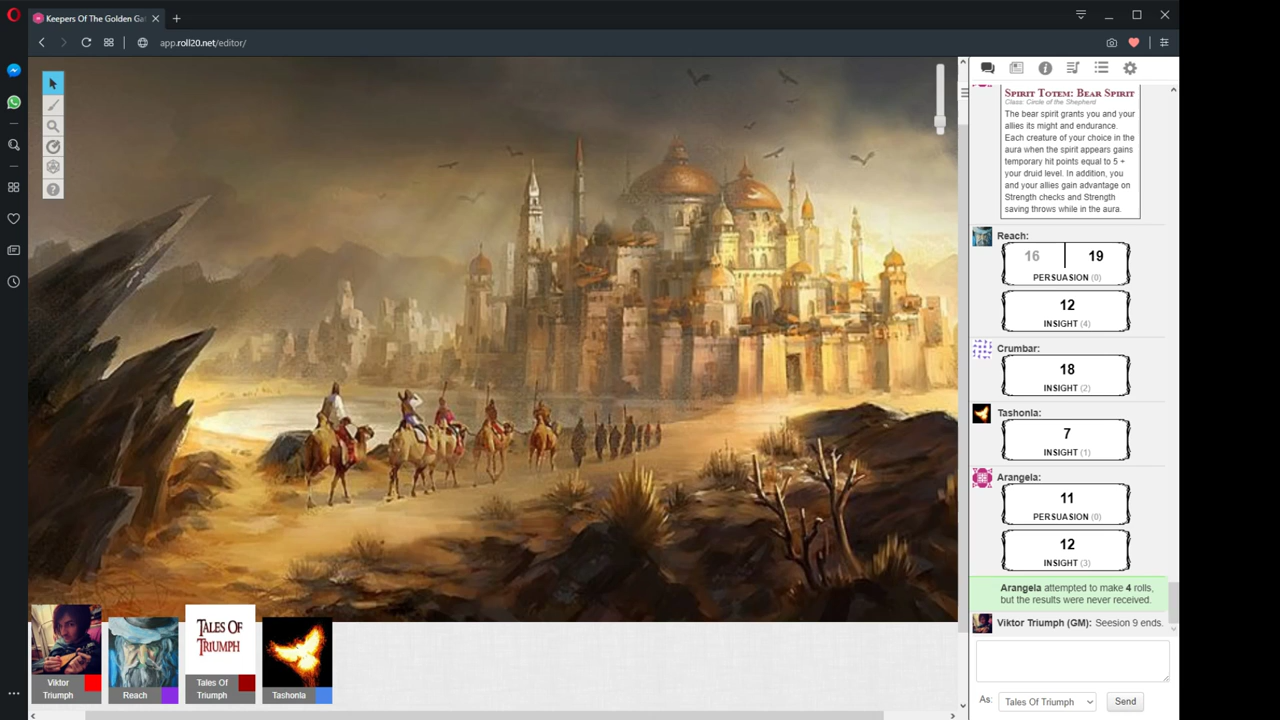 Keepers Of The Golden Ga
app.roll20.net/editor/
Spirit Totem: Bear Spirit
Class: Circle of the Shepherd
The bear spirit grants you and your
allies its might and endurance.
Each creature of your choice in the
aura when the spirit appears gains
temporary hit points equal to 5 +
your druid level. In addition, you
and your allies gain advantage on
Strength checks and Strength
saving throws while in the aura.
Reach:
16 19
PERSUASION (0)
12
INSIGHT (4)
Crumbar:
18
INSIGHT (2)
Tashonia:
7
INSIGHT (1)
Arangela:
11
PERSUASION (0)
12
INSIGHT (3)
Arangela attempted to make 4 rolls,
but the results were never received.
Viktor Triumph (GM): Seesion 9 ends.
As: Tales Of Triumph Send
TALES OF
TRIUMPH
Viktor
Triumph
Reach
Tales Of
Triumph
Tashonia